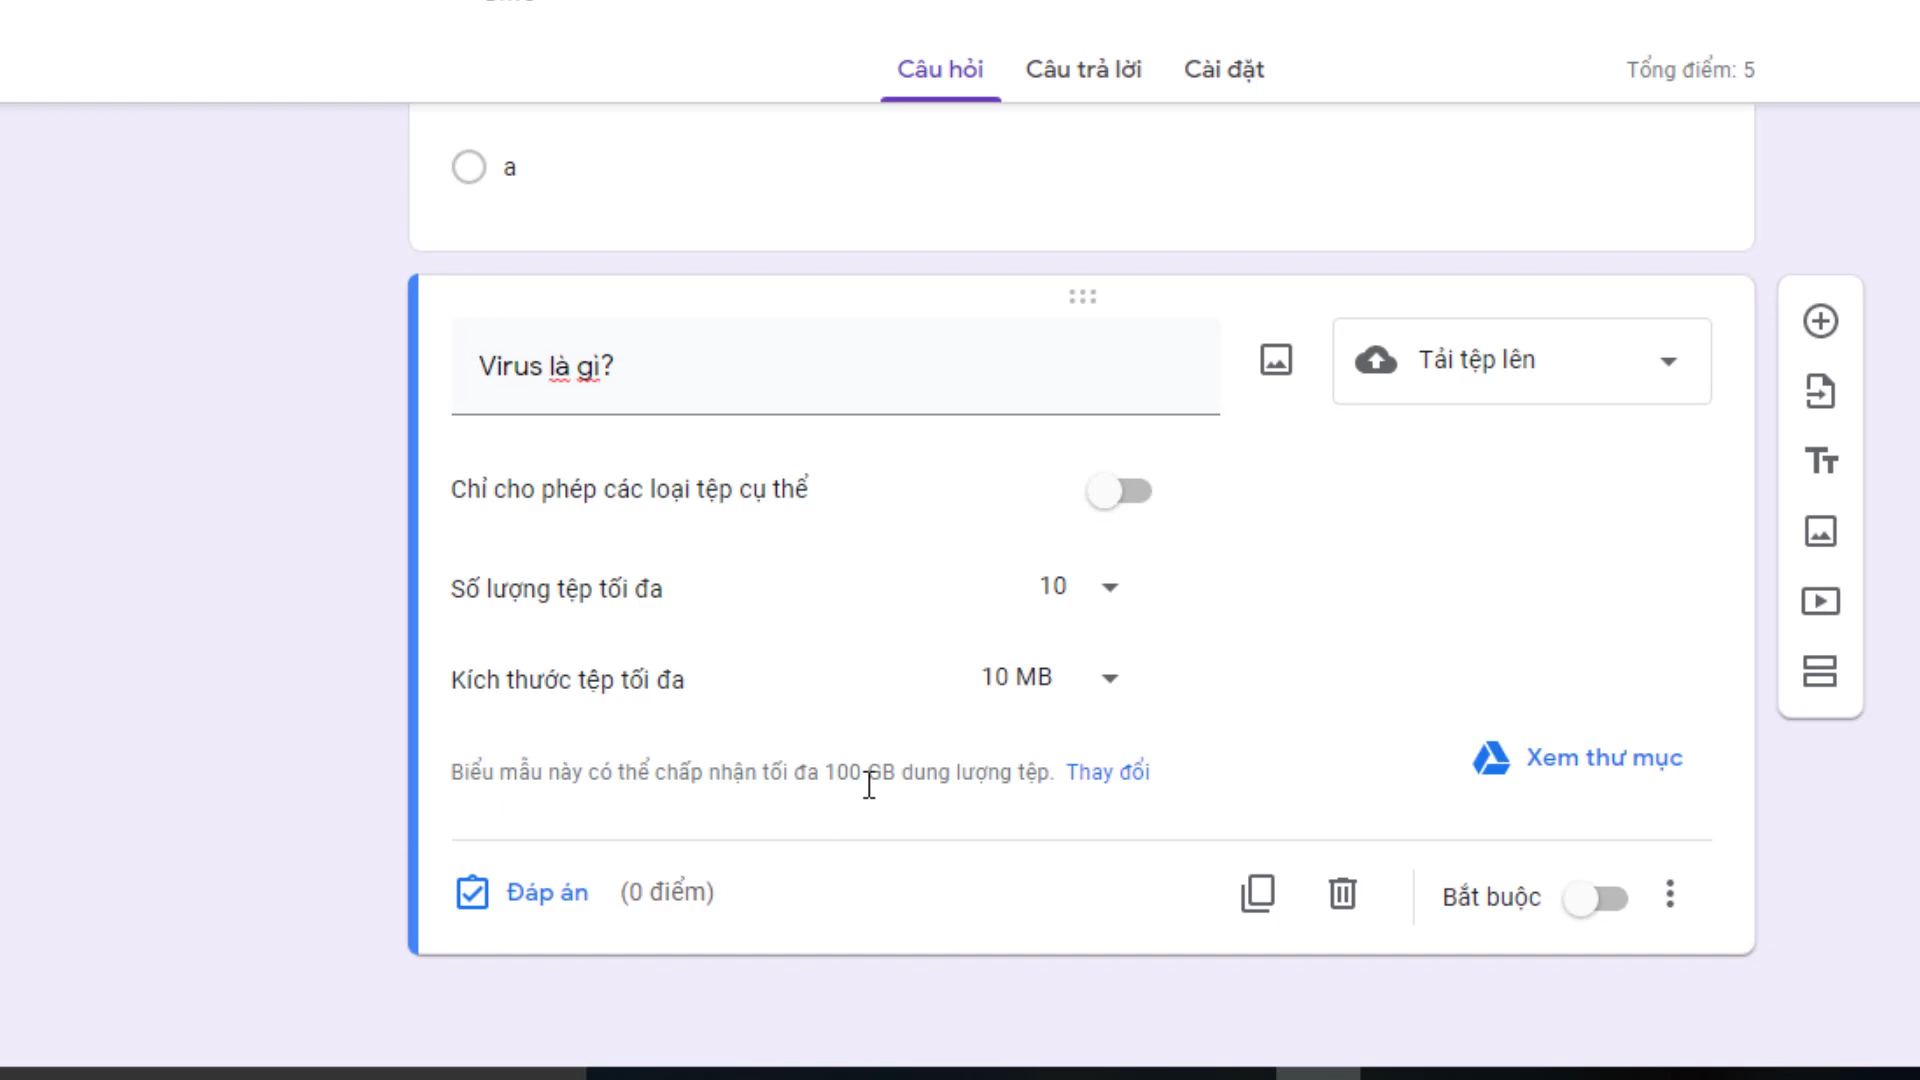 Câu hỏi Câu trả lời Cài đặt Tổng điểm: 5
a
Virus là gì? Tải tệp lên
Chỉ cho phép các loại tệp cụ thể
Số lượng tệp tối đa 10
Kích thước tệp tối đa 10 MB
Biểu mẫu này có thể chấp nhận tối đa 100 GB dung lượng tệp. Thay đổi Xem thư mục
Đáp án (0 điểm) Bắt buộc